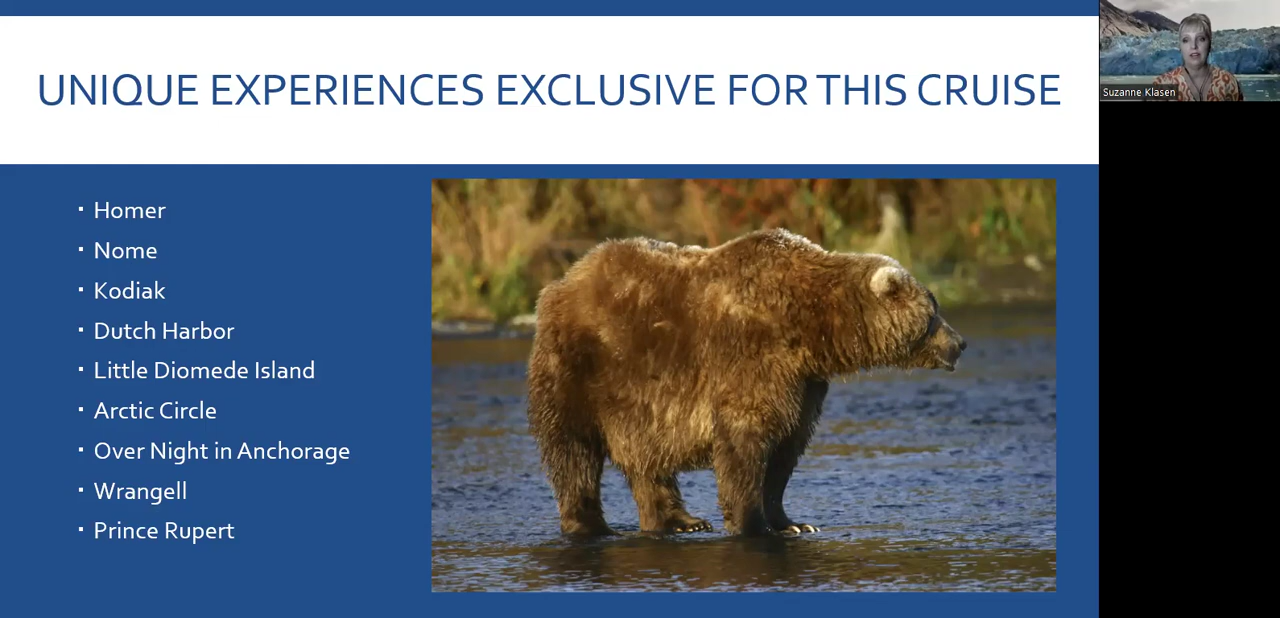 UNIQUE EXPERIENCES EXCLUSIVE FOR THIS CRUISE
Suzanne Klasen
▪ Homer
▪ Nome
▪ Kodiak
▪ Dutch Harbor
▪ Little Diomede Island
▪ Arctic Circle
▪ Over Night in Anchorage
▪ Wrangell
▪ Prince Rupert